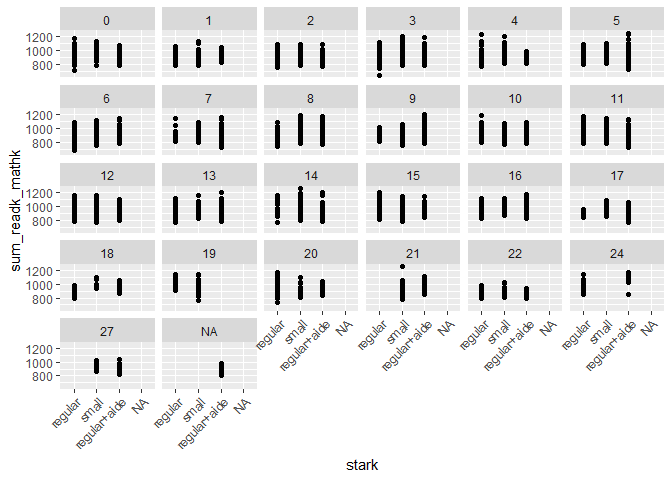 0 1 2 3 4 5
1200
1000
800
6 7 8 9 10 11
1200
1000
800
12 13 14 15 16 17
1200
1000
800
18 19 20 21 22 24
1200
1000
800
27 NA
1200
1000
800
regular small regular+aide NA regular small regular+aide NA regular small regular+aide NA regular small regular+aide NA
regular small regular+aide NA regular small regular+aide NA
sum_readk_mathk
stark